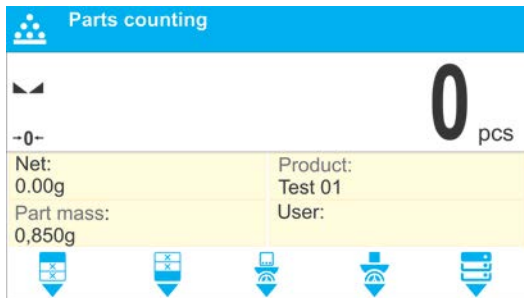 Parts counting
0 pcs
→0←
Net:
0.00g
Product:
Test 01
Part mass:
0,850g
User: